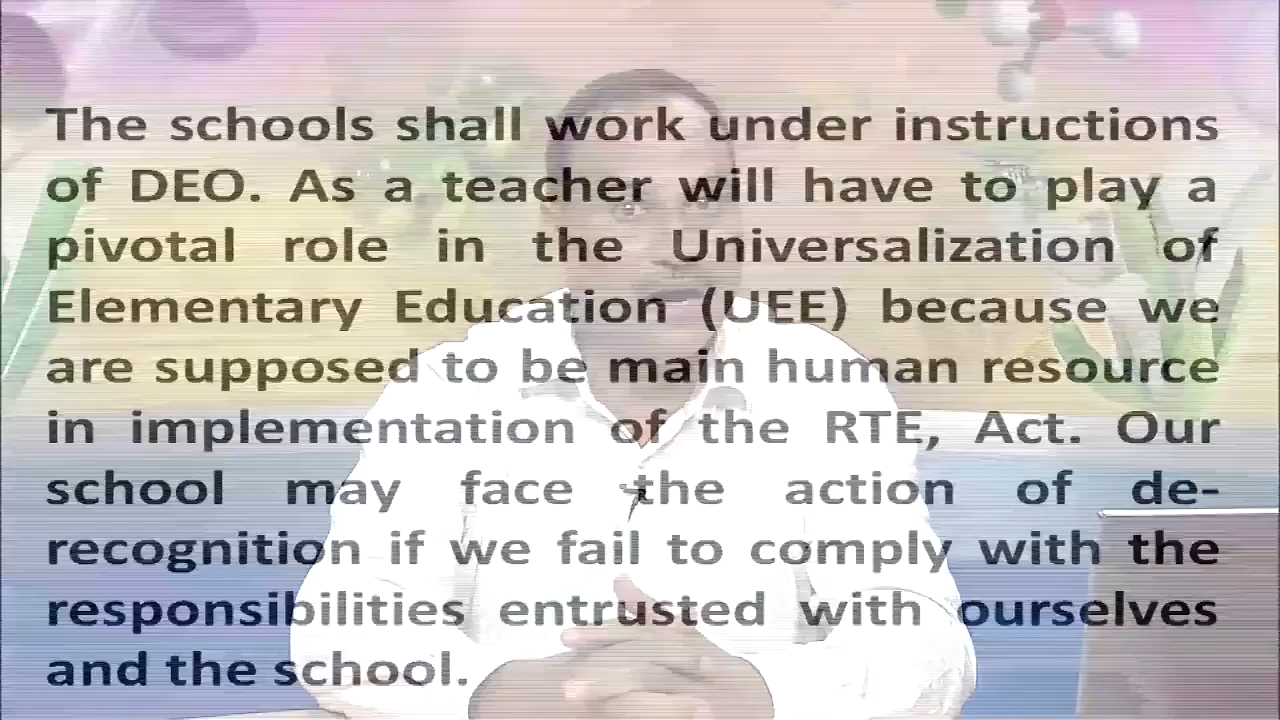 The schools shall work under instructions
of DEO. As a teacher will have to play a
pivotal role in the Universalization of
Elementary Education (UEE) because we
are supposed to be main human resource
in implementation of the RTE, Act. Our
school may face the action of de-
recognition if we fail to comply with the
responsibilities entrusted with ourselves
and the school.